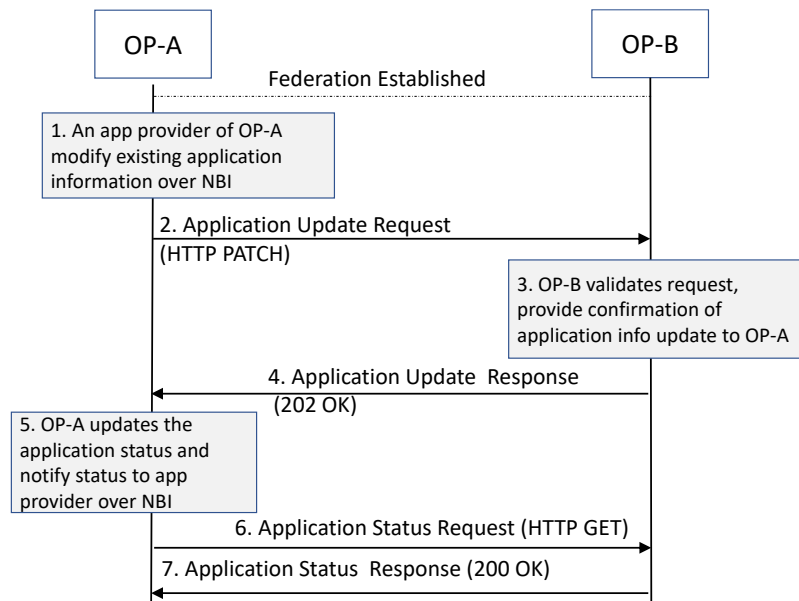 OP-A
OP-B
Federation Established
1. An app provider of OP-A
modify existing application
information over NBI
2. Application Update Request
(HTTP PATCH)
3. OP-B validates request,
provide confirmation of
application info update to OP-A
4. Application Update  Response
(202 OK)
5. OP-A updates the
application status and
notify status to app
provider over NBI
6. Application Status Request (HTTP GET)
7. Application Status  Response (200 OK)